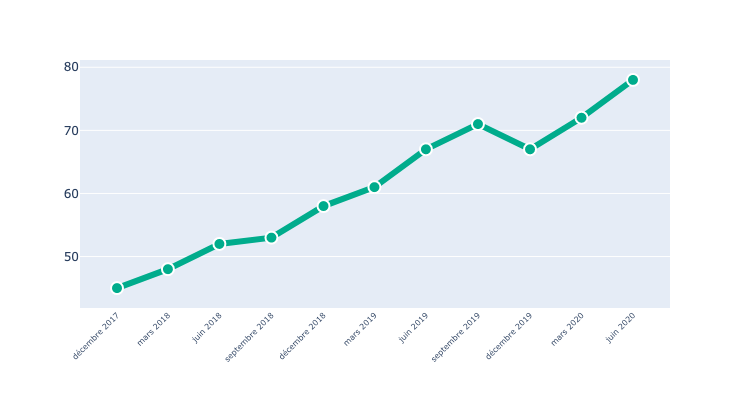 80
70
60
50
décembre 2017
mars 2018
juin 2018
septembre 2018
décembre 2018
mars 2019
juin 2019
septembre 2019
décembre 2019
mars 2020
juin 2020